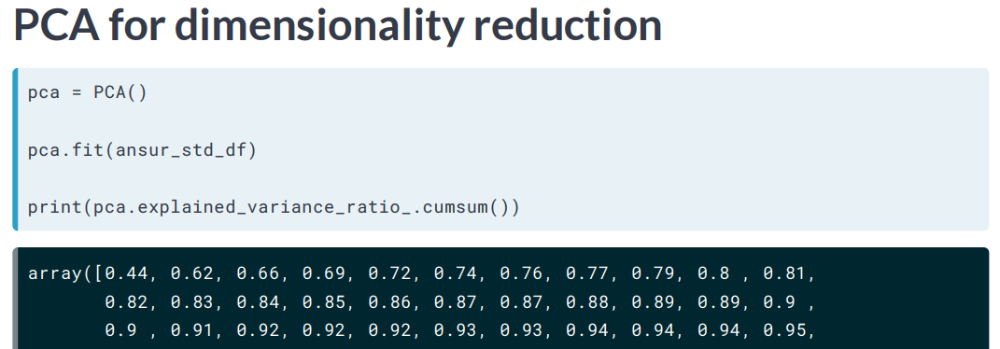 PCA for dimensionality reduction
pca = PCA()
pca.fit(ansur_std_df)
print(pca.explained_variance_ratio_.cumsum())
array([0.44, 0.62, 0.66, 0.69, 0.72, 0.74, 0.76, 0.77, 0.79, 0.8 , 0.81,
0.82, 0.83, 0.84, 0.85, 0.86, 0.87, 0.87, 0.88, 0.89, 0.89, 0.9 ,
0.9 , 0.91, 0.92, 0.92, 0.92, 0.93, 0.93, 0.94, 0.94, 0.94, 0.95,